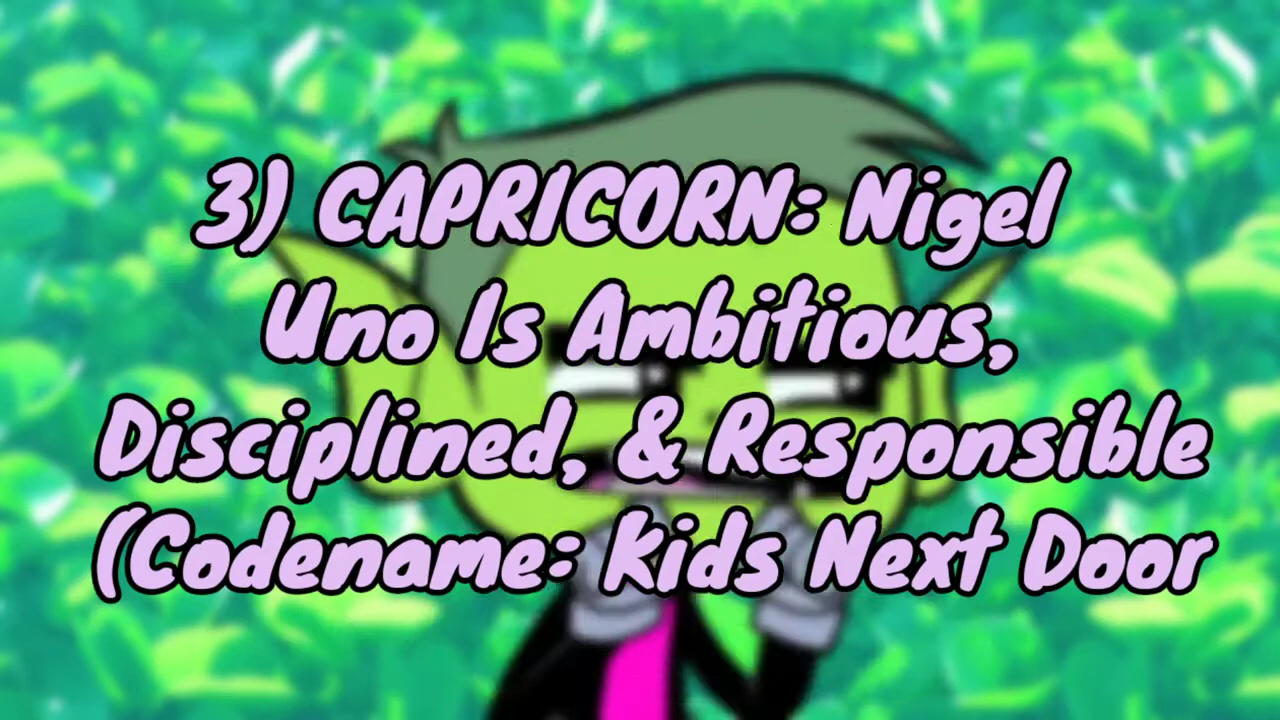 3) CAPRICORN: Nigel
Uno Is Ambitious,
Disciplined, & Responsible
(Codename: Kids Next Door